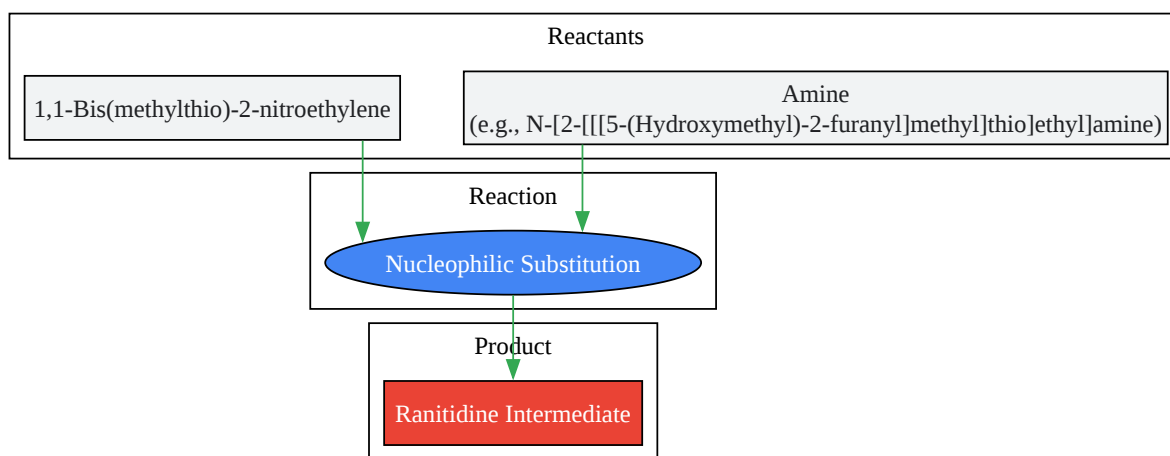 Reactants
1,1-Bis(methylthio)-2-nitroethylene
Amine
(e.g., N-[2-[[[5-(Hydroxymethyl)-2-furanyl]methyl]thio]ethyl]amine)
Reaction
Nucleophilic Substitution
Product
Ranitidine Intermediate